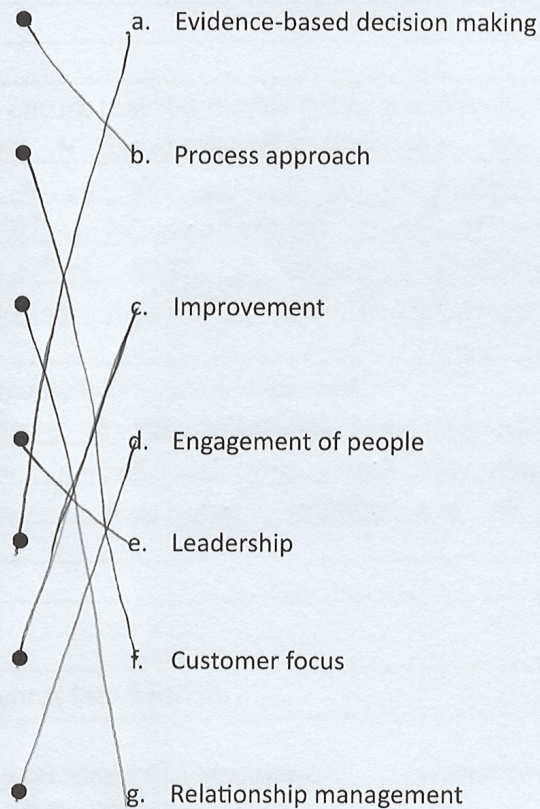 a. Evidence-based decision making
b. Process approach
c. Improvement
d. Engagement of people
e. Leadership
f. Customer focus
g. Relationship management